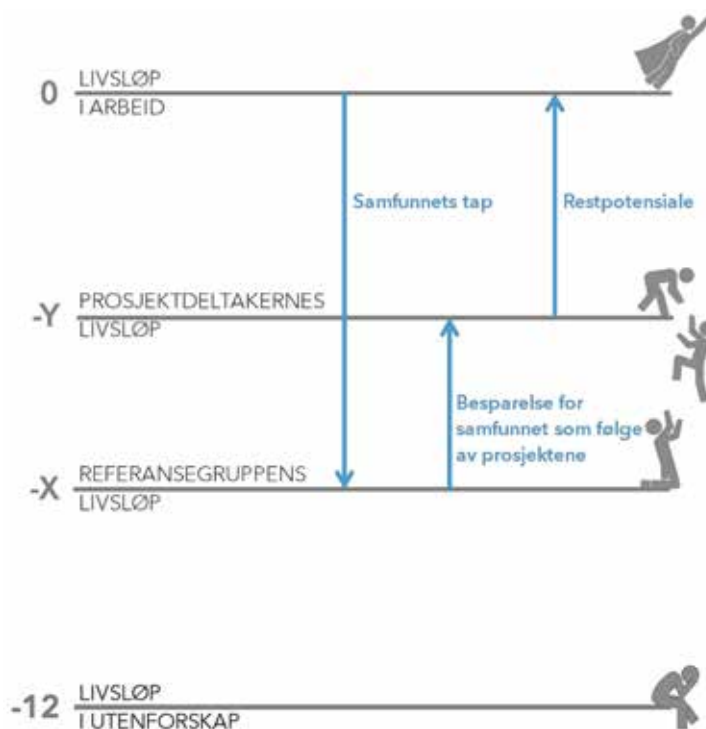 0
LIVSLØP
I ARBEID
Samfunnets tap
Restpotensiale
-Y
PROSJEKTDELTAKERNES
LIVSLØP
Besparelse for
samfunnet som følge
av prosjektene
-X
REFERANSEGRUPPENS
LIVSLØP
-12
LIVSLØP
I UTENFORSKAP